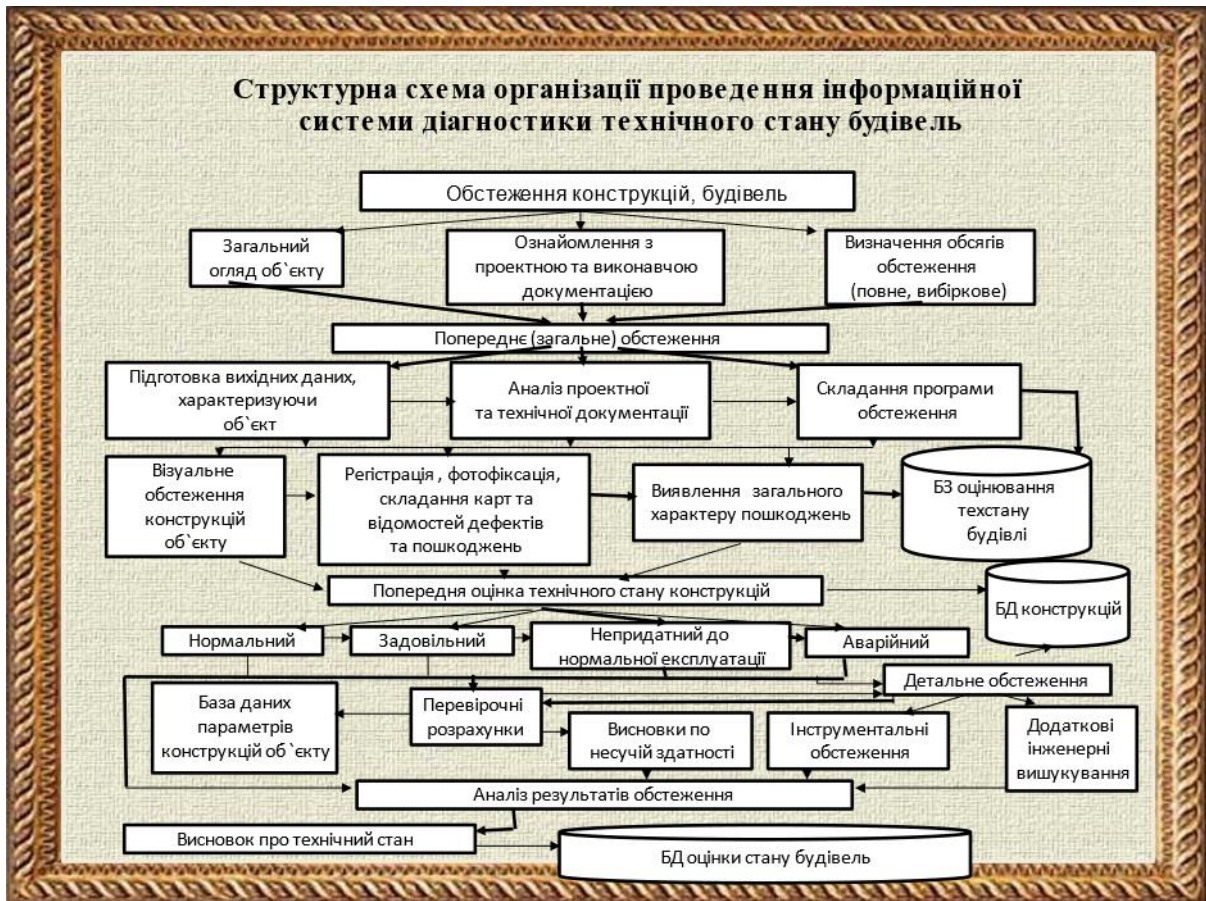 Структурна схема організації проведення інформаційної
системи діагностики технічного стану будівель
Обстеження конструкцій, будівель
Загальний
огляд об`єкту
Ознайомлення з
проектною та виконавчою
документацією
Визначення обсягів
обстеження
(повне, вибіркове)
Попереднє (загальне) обстеження
Підготовка вихідних даних,
характеризуючи
об`єкт
Аналіз проектної
та технічної документації
Складання програми
обстеження
Візуальне
обстеження
конструкцій
об`єкту
Регістрація , фотофіксація,
складання карт та
відомостей дефектів
та пошкоджень
Виявлення загального
характеру пошкоджень
БЗ оцінювання
техстану
будівлі
Попередня оцінка технічного стану конструкцій
БД конструкцій
Нормальний
Задовільний
Непридатний до
нормальної експлуатації
Аварійний
Детальне обстеження
База даних
параметрів
конструкцій об `єкту
Перевірочні
розрахунки
Висновки по
несучій здатності
Інструментальні
обстеження
Додаткові
інженерні
вишукування
Аналіз результатів обстеження
Висновок про технічний стан
БД оцінки стану будівель